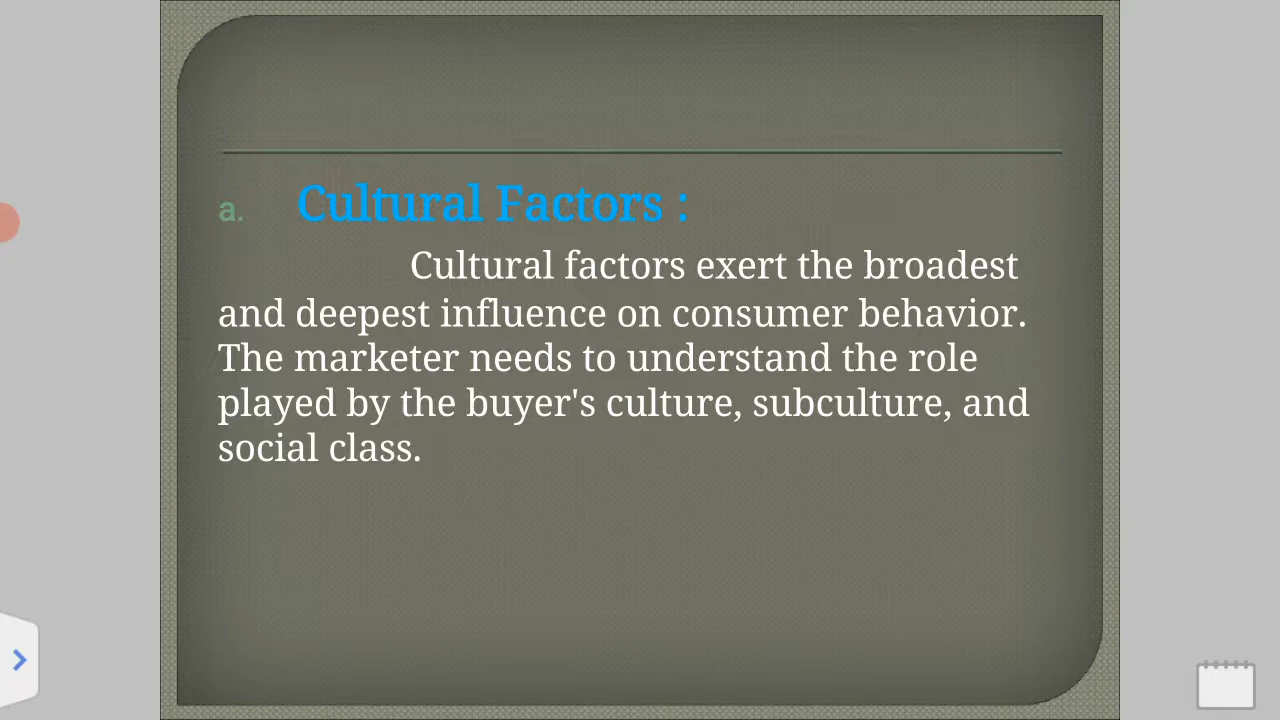 a. Cultural Factors :
Cultural factors exert the broadest
and deepest influence on consumer behavior.
The marketer needs to understand the role
played by the buyer's culture, subculture, and
social class.